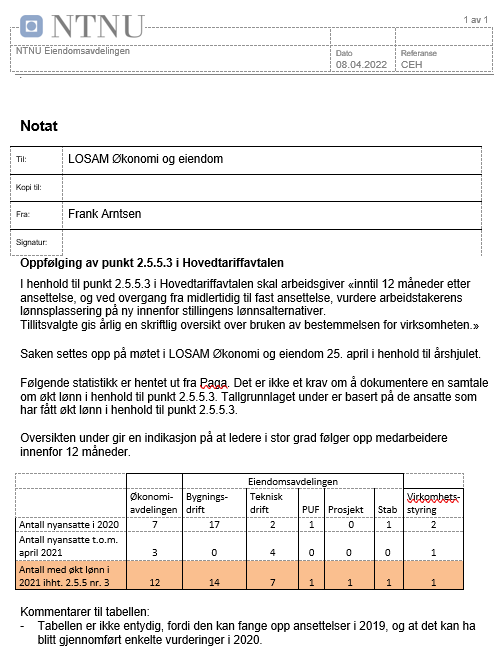 NTNU
1 av 1
NTNU Eiendomsavdelingen
Dato
Referanse
08.04.2022
CEH
Notat
Til: LOSAM Økonomi og eiendom
Kopi til:
Fra: Frank Arntsen
Signatur:
Oppfølging av punkt 2.5.5.3 i Hovedtariffavtalen
I henhold til punkt 2.5.5.3 i Hovedtariffavtalen skal arbeidsgiver «inntil 12 måneder etter
ansettelse, og ved overgang fra midlertidig til fast ansettelse, vurdere arbeidstakerens
lønnsplassering på ny innenfor stillingens lønnsalternativer.
Tillitsvalgte gis årlig en skriftlig oversikt over bruken av bestemmelsen for virksomheten.»
Saken settes opp på møtet i LOSAM Økonomi og eiendom 25. april i henhold til årshjulet.
Følgende statistikk er hentet ut fra Paga. Det er ikke et krav om å dokumentere en samtale
om økt lønn i henhold til punkt 2.5.5.3. Tallgrunnlaget under er basert på de ansatte som
har fått økt lønn i henhold til punkt 2.5.5.3.
Oversikten under gir en indikasjon på at ledere i stor grad følger opp medarbeidere
innenfor 12 måneder.
Eiendomsavdelingen
Økonomi- Bygnings- Teknisk Virkomhets-
avdelingen drift drift PUF Prosjekt Stab styring
Antall nyansatte i 2020 7 17 2 1 0 1 2
Antall nyansatte t.o.m.
april 2021 3 0 4 0 0 0 1
Antall med økt lønn i
2021 ihht. 2.5.5 nr. 3 12 14 7 1 1 1 1
Kommentarer til tabellen:
- Tabellen er ikke entydig, fordi den kan fange opp ansettelser i 2019, og at det kan ha
blitt gjennomført enkelte vurderinger i 2020.